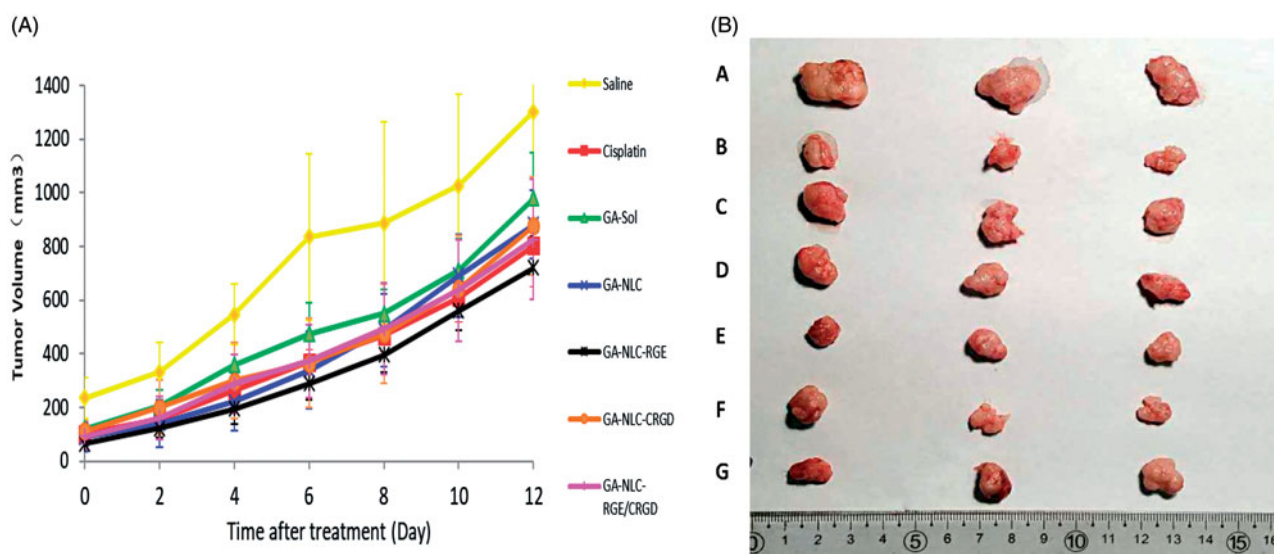 (A)
Tumor Volume （mm3）
1400
1200
1000
800
600
400
200
0
0 2 4 6 8 10 12
Time after treatment (Day)
Saline
Cisplatin
GA-Sol
GA-NLC
GA-NLC-RGE
GA-NLC-CRGD
GA-NLC-
RGE/CRGD
(B)
A
B
C
D
E
F
G
1 2 3 4 5 6 7 8 9 10 11 12 13 14 15 16